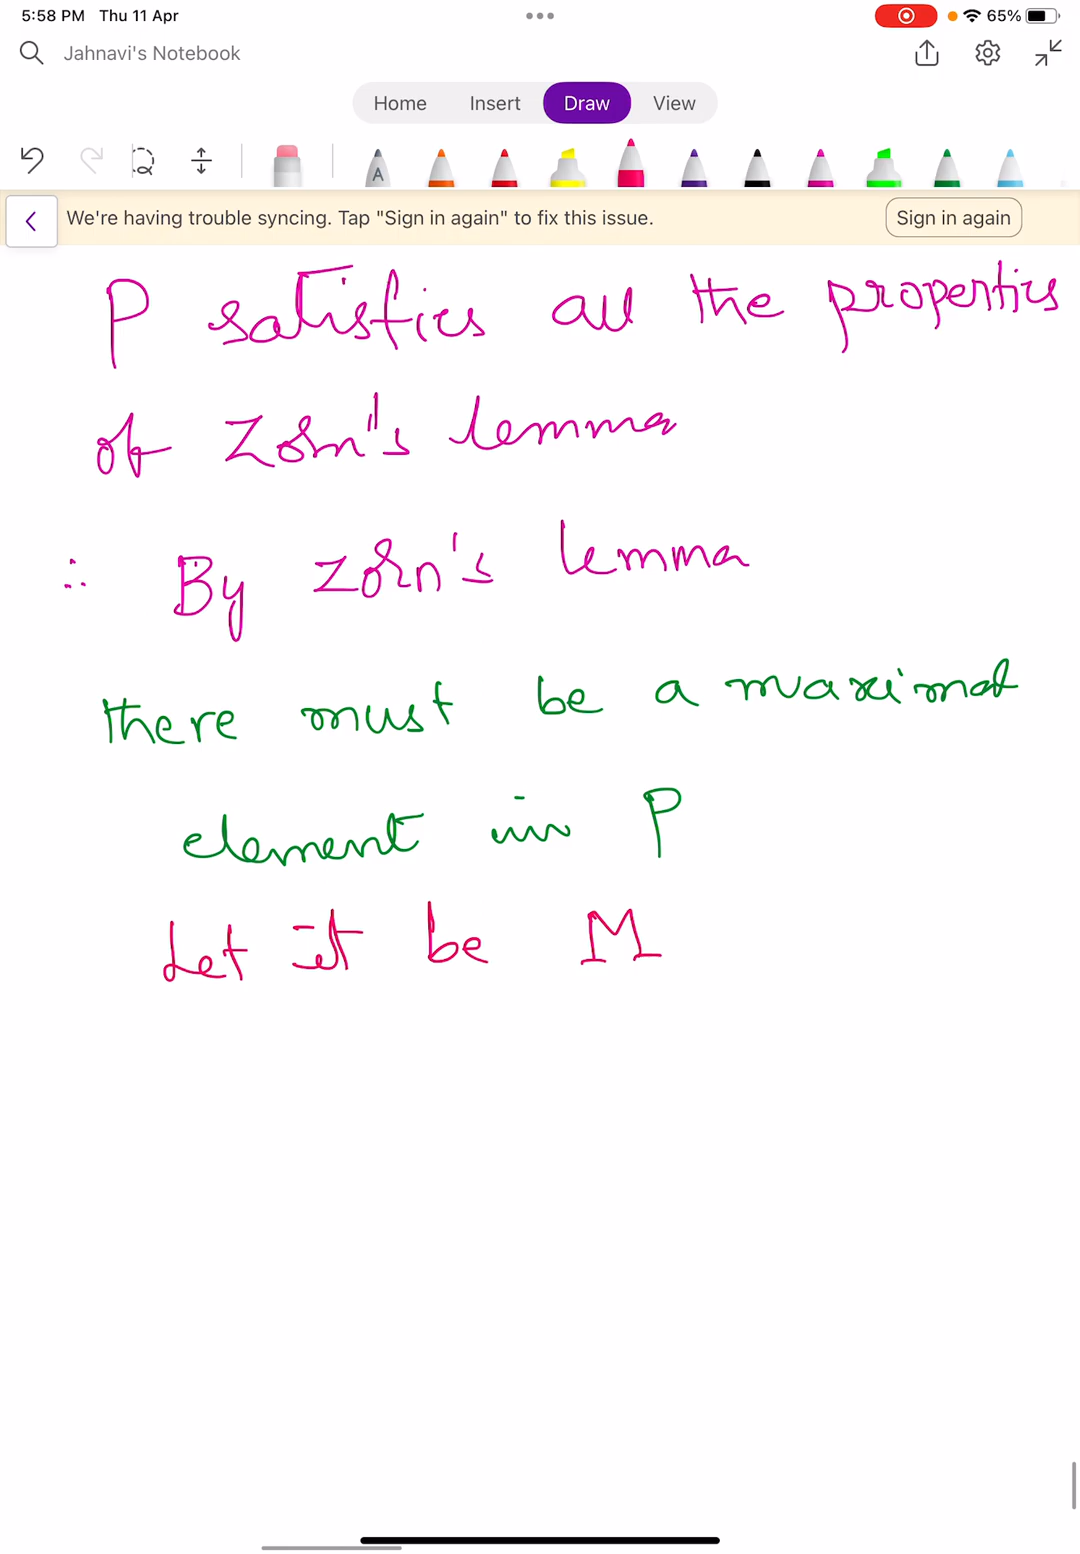 5:58 PM Thu 11 Apr
65%
Jahnavi's Notebook
Home Insert Draw View
A
We're having trouble syncing. Tap "Sign in again" to fix this issue. Sign in again
P satisfies all the properties
of Zorn's lemma
∴ By Zorn's lemma
there must be a maximal
element in P
Let it be M